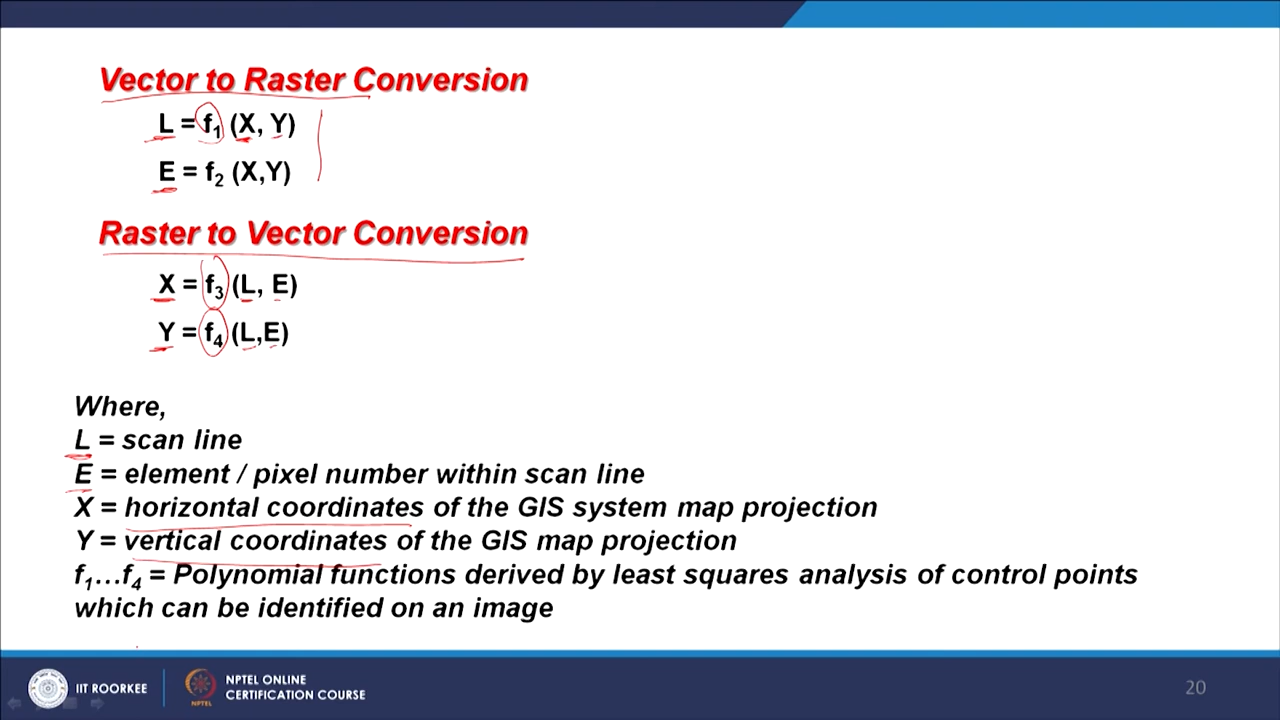 Vector to Raster Conversion
L = f₁ (X, Y)
E = f₂ (X,Y)
Raster to Vector Conversion
X = f₃ (L, E)
Y = f₄ (L,E)
Where,
L = scan line
E = element / pixel number within scan line
X = horizontal coordinates of the GIS system map projection
Y = vertical coordinates of the GIS map projection
f₁...f₄ = Polynomial functions derived by least squares analysis of control points
which can be identified on an image
IIT ROORKEE
NPTEL
NPTEL ONLINE
CERTIFICATION COURSE
20